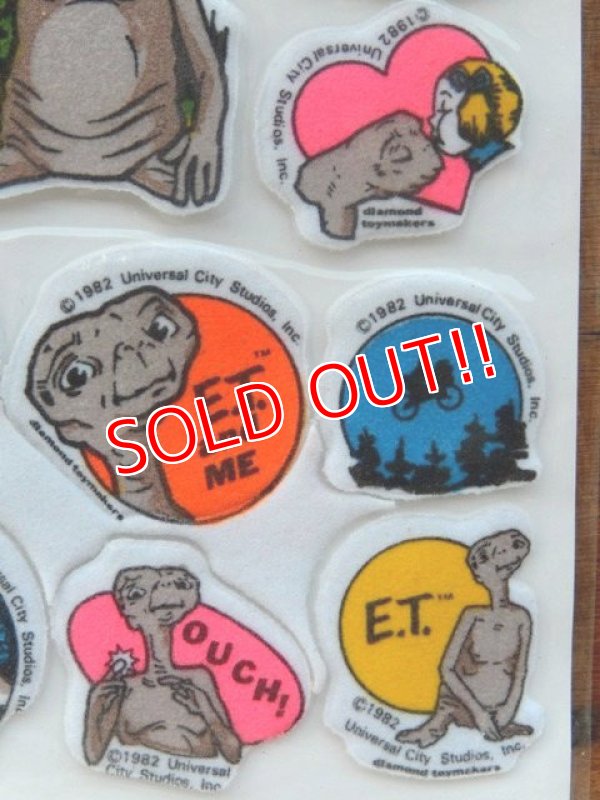 ©1982
Universal City Studios, Inc.
diamond
toymakers
©1982 Universal City Studios, Inc.
E.T.™
ME
diamond toymakers
©1982 Universal City Studios, Inc.
SOLD OUT!!
City Studios, Inc.
OUCH!
©1982 Universal
City Studios, Inc.
E.T.™
©1982
Universal City Studios, Inc.
diamond toymakers